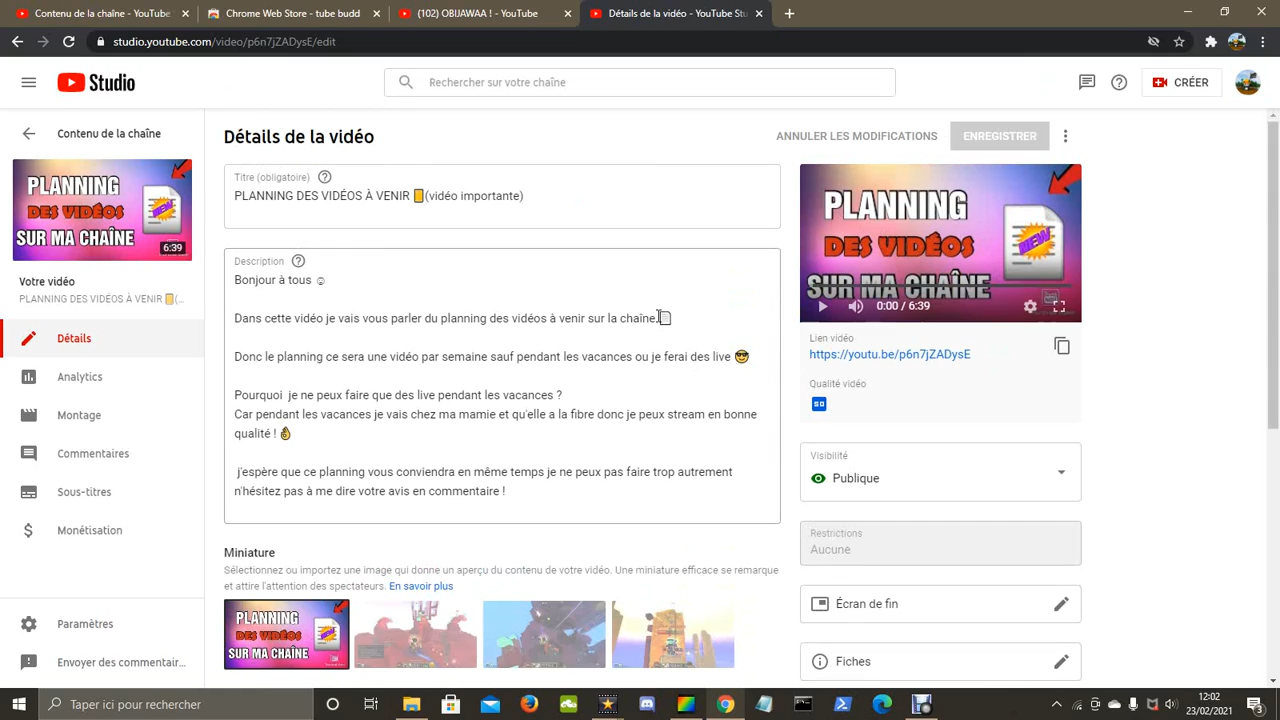 Contenu de la chaîne - YouTube S
Chrome Web Store - tube buddy
(102) OBIJAWAA ! - YouTube
Détails de la vidéo - YouTube Stu
studio.youtube.com/video/p6n7jZADysE/edit
Studio
Rechercher sur votre chaîne
CRÉER
Contenu de la chaîne
Détails de la vidéo
ANNULER LES MODIFICATIONS
ENREGISTRER
PLANNING
DES VIDÉOS
SUR MA CHAÎNE
NEW
6:39
Titre (obligatoire)
PLANNING DES VIDÉOS À VENIR 📒(vidéo importante)
PLANNING
DES VIDÉOS
SUR MA CHAÎNE
NEW
0:00 / 6:39
Votre vidéo
PLANNING DES VIDÉOS À VENIR 📒(...
Description
Bonjour à tous ☺
Dans cette vidéo je vais vous parler du planning des vidéos à venir sur la chaîne.
Donc le planning ce sera une vidéo par semaine sauf pendant les vacances ou je ferai des live 😎
Pourquoi  je ne peux faire que des live pendant les vacances ?
Car pendant les vacances je vais chez ma mamie et qu'elle a la fibre donc je peux stream en bonne
qualité ! 👌
j'espère que ce planning vous conviendra en même temps je ne peux pas faire trop autrement
n'hésitez pas à me dire votre avis en commentaire !
Lien vidéo
https://youtu.be/p6n7jZADysE
Qualité vidéo
SD
Détails
Analytics
Montage
Commentaires
Sous-titres
Monétisation
Visibilité
Publique
Restrictions
Aucune
Écran de fin
Fiches
Miniature
Sélectionnez ou importez une image qui donne un aperçu du contenu de votre vidéo. Une miniature efficace se remarque
et attire l'attention des spectateurs. En savoir plus
PLANNING
DES VIDÉOS
SUR MA CHAÎNE
Paramètres
Envoyer des commentair...
Taper ici pour rechercher
12:02
23/02/2021